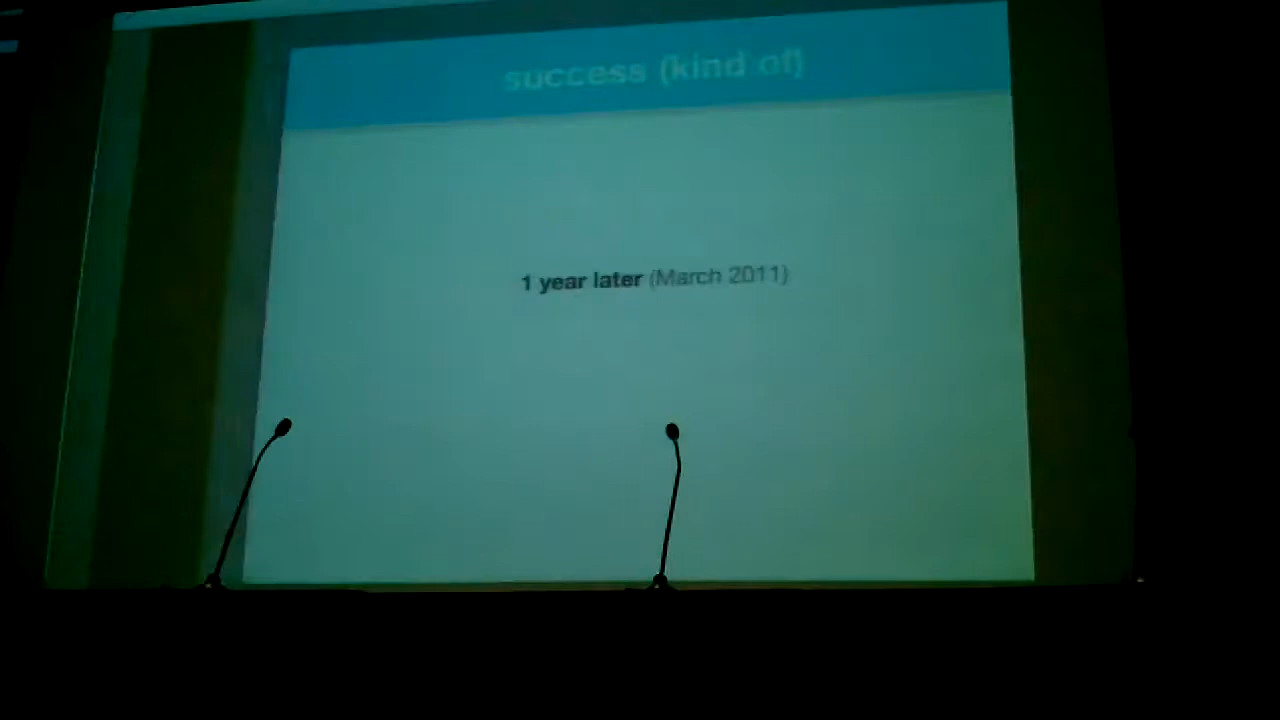 success (kind of)
1 year later (March 2011)